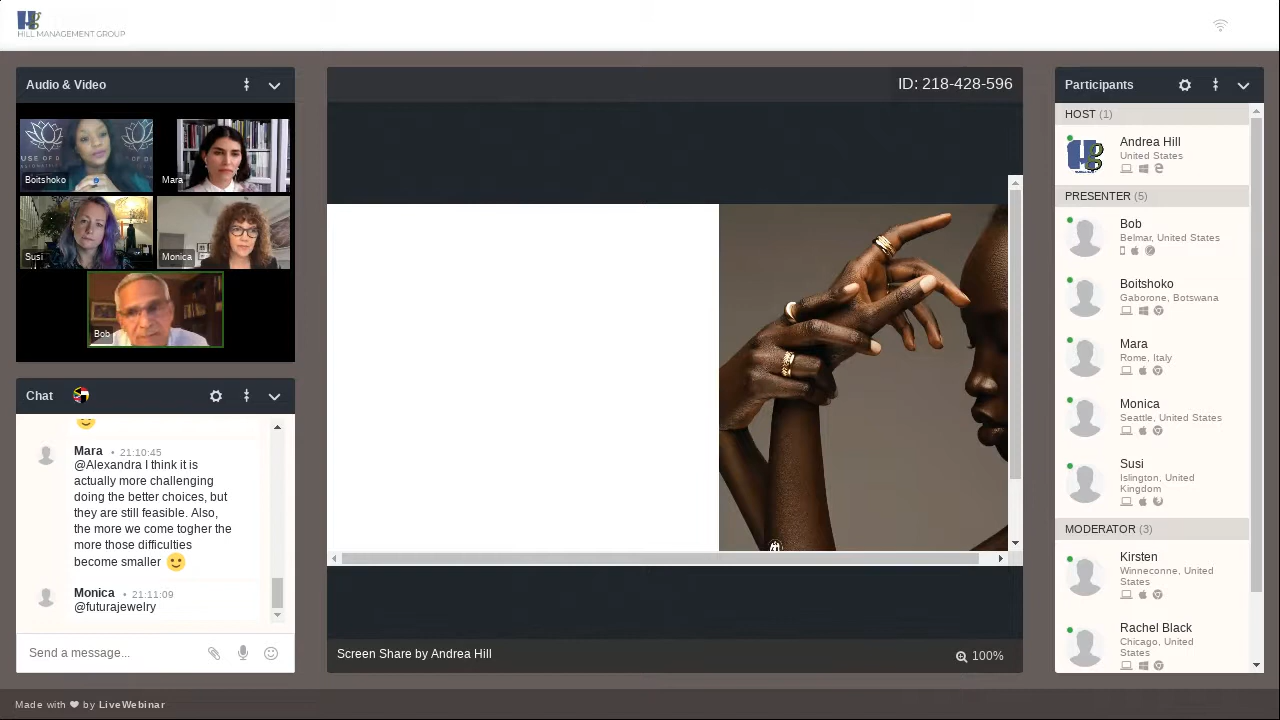 Hg
HILL MANAGEMENT GROUP
Audio & Video
ID: 218-428-596
Participants
HOST (1)
Andrea Hill
United States
PRESENTER (5)
Bob
Belmar, United States
Boitshoko
Gaborone, Botswana
Mara
Rome, Italy
Monica
Seattle, United States
Susi
Islington, United
Kingdom
MODERATOR (3)
Kirsten
Winneconne, United
States
Rachel Black
Chicago, United
States
USE OF D
OF D
Boitshoko
Mara
Susi
Monica
Bob
Chat
Mara • 21:10:45
@Alexandra I think it is
actually more challenging
doing the better choices, but
they are still feasible. Also,
the more we come togher the
more those difficulties
become smaller
Monica • 21:11:09
@futurajewelry
Send a message...
Screen Share by Andrea Hill
100%
Made with ❤ by LiveWebinar